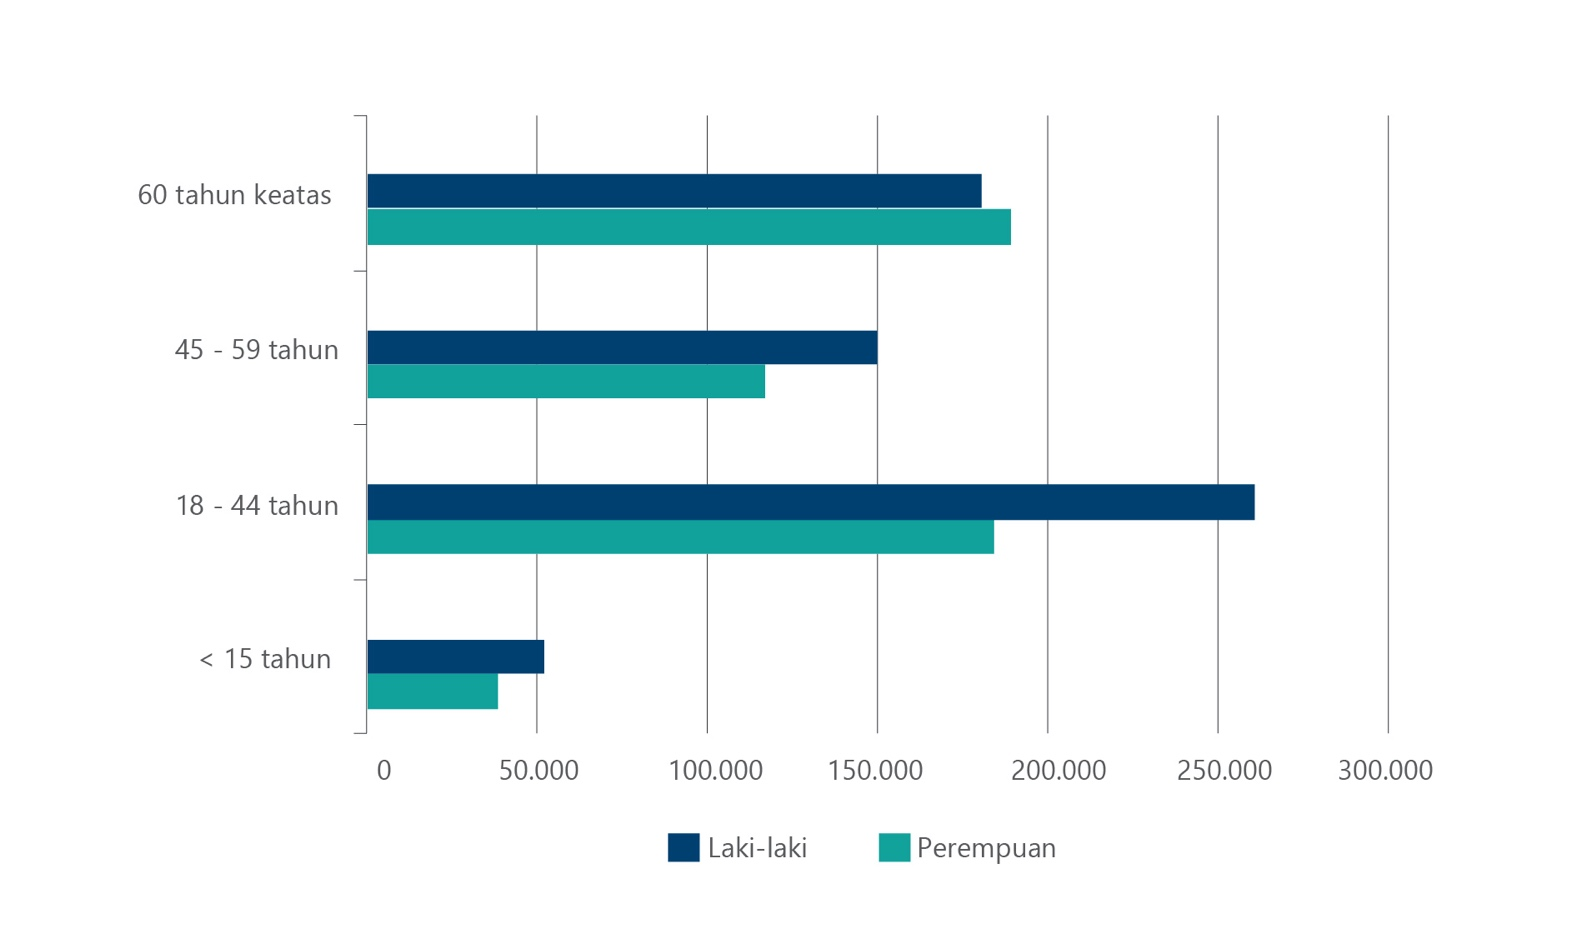 60 tahun keatas
45 - 59 tahun
18 - 44 tahun
< 15 tahun
0 50.000 100.000 150.000 200.000 250.000 300.000
Laki-laki Perempuan